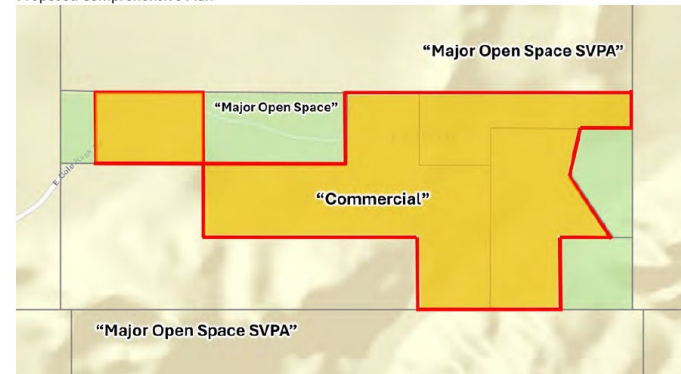 Proposed Comprehensive Plan
"Major Open Space SVPA"
"Major Open Space"
"Commercial"
"Major Open Space SVPA"